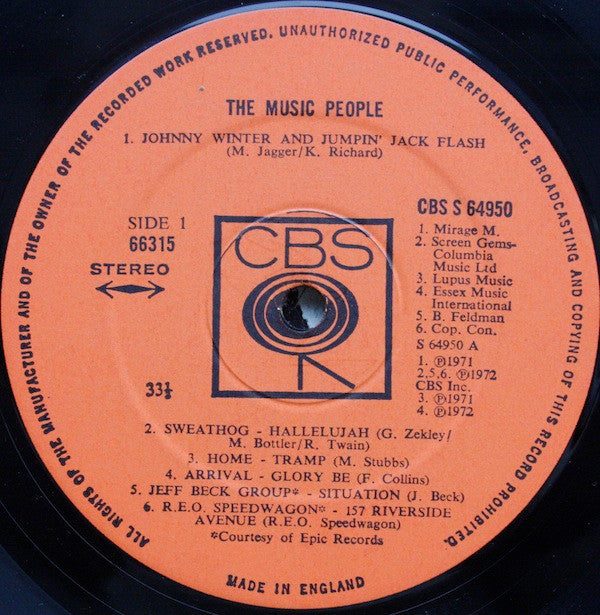 ALL RIGHTS OF THE MANUFACTURER AND OF THE OWNER OF THE RECORDED WORK RESERVED. UNAUTHORIZED PUBLIC PERFORMANCE, BROADCASTING AND COPYING OF THIS RECORD PROHIBITED.
THE MUSIC PEOPLE
1. JOHNNY WINTER AND JUMPIN' JACK FLASH
(M. Jagger/K. Richard)
SIDE 1
66315
STEREO
33⅓
CBS
CBS S 64950
1. Mirage M.
2. Screen Gems-
Columbia
Music Ltd
3. Lupus Music
4. Essex Music
International
5. B. Feldman
6. Cop. Con.
S 64950 A
1. ℗1971
2,5,6. ℗1972
CBS Inc.
3. ℗1971
4. ℗1972
2. SWEATHOG - HALLELUJAH (G. Zekley/
M. Bottler/R. Twain)
3. HOME - TRAMP (M. Stubbs)
4. ARRIVAL - GLORY BE (F. Collins)
5. JEFF BECK GROUP* - SITUATION (J. Beck)
6. R.E.O. SPEEDWAGON* - 157 RIVERSIDE
AVENUE (R.E.O. Speedwagon)
*Courtesy of Epic Records
MADE IN ENGLAND